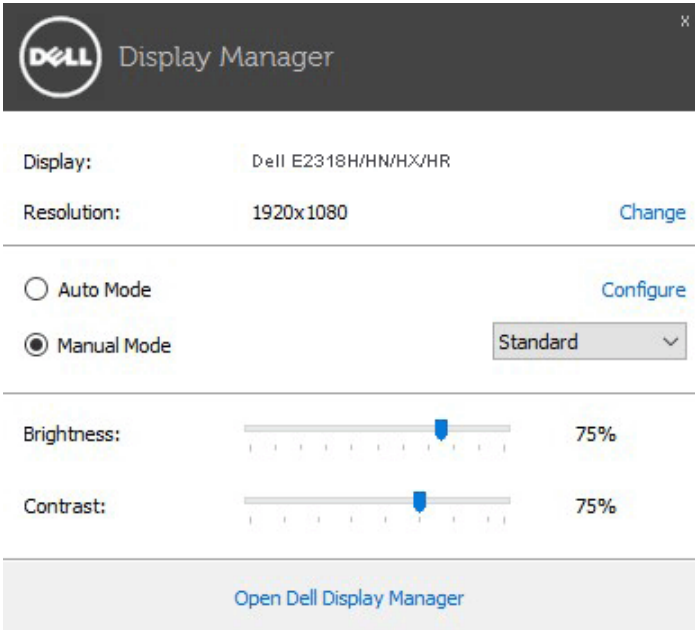 x
DELL Display Manager
Display: Dell E2318H/HN/HX/HR
Resolution: 1920x1080 Change
Auto Mode Configure
Manual Mode Standard
Brightness: 75%
Contrast: 75%
Open Dell Display Manager